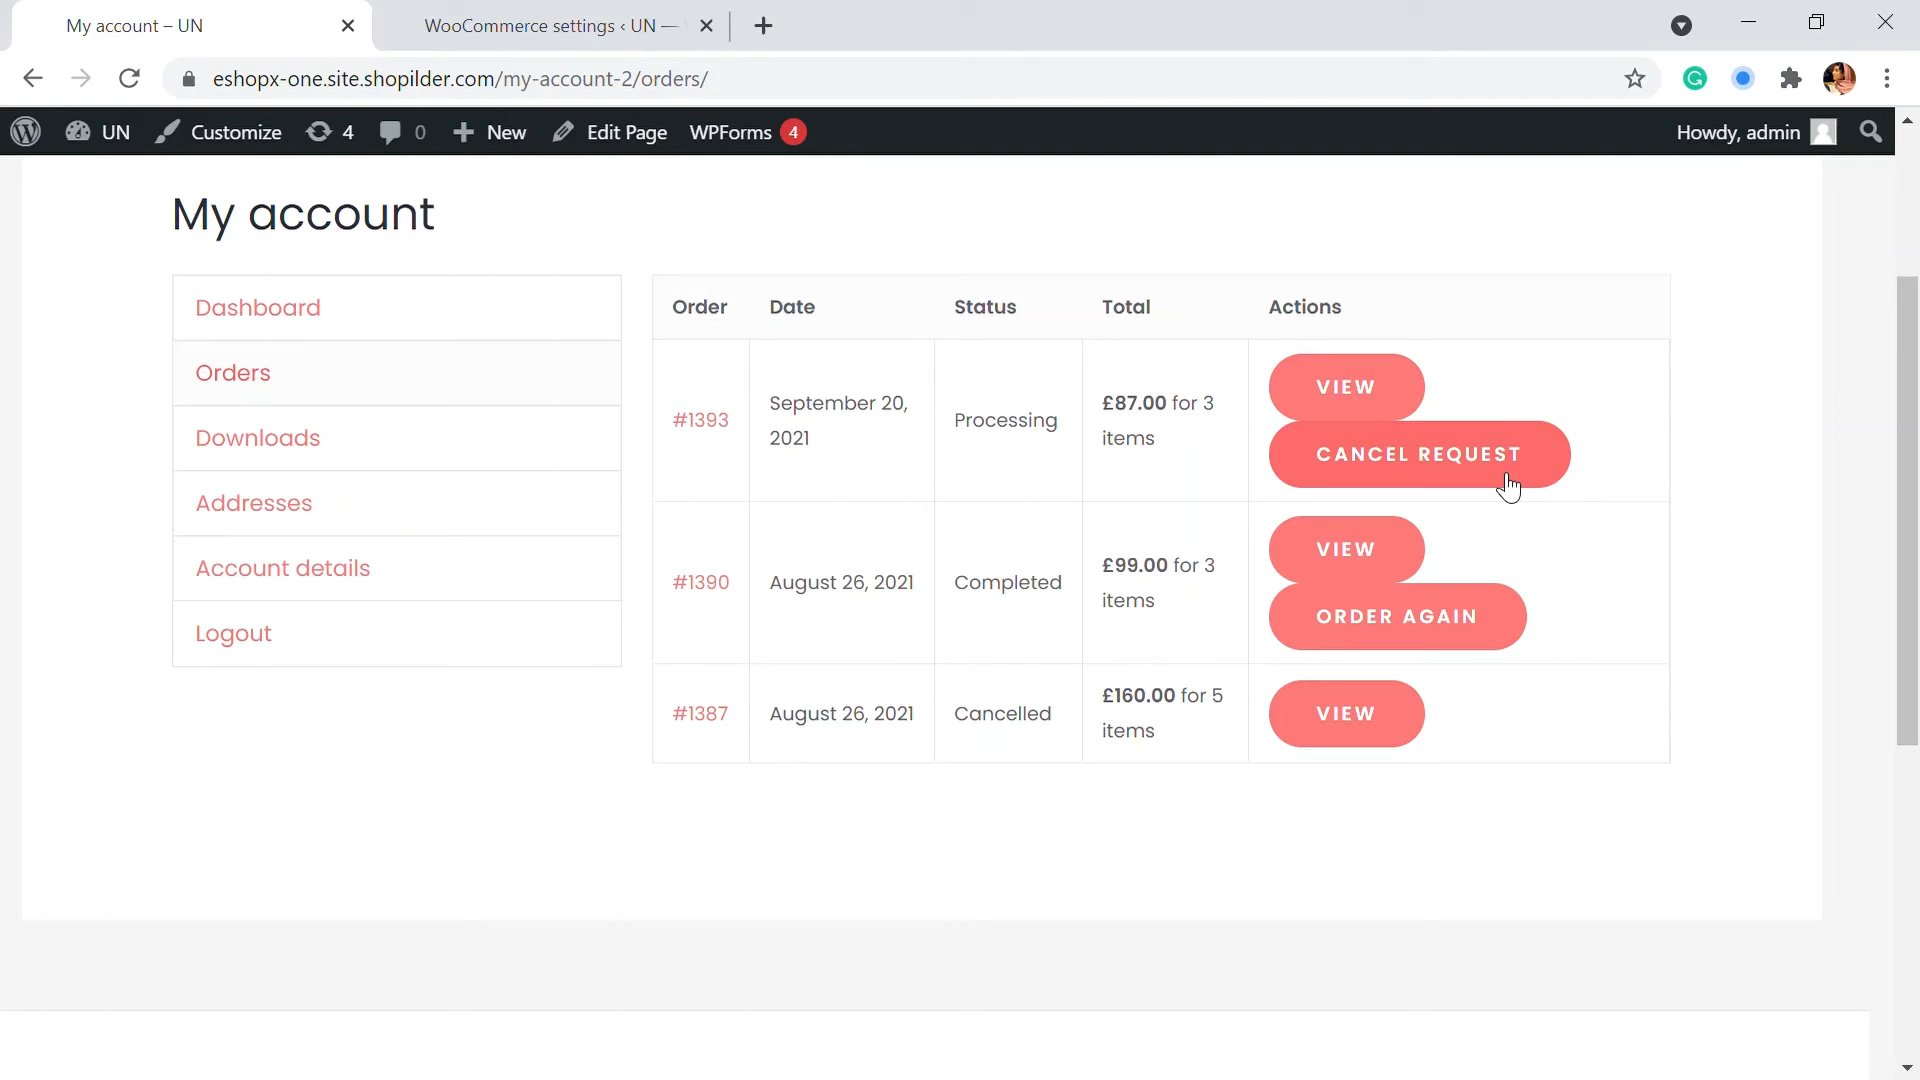 My account – UN
WooCommerce settings ‹ UN —
eshopx-one.site.shopilder.com/my-account-2/orders/
UN Customize 4 0 New Edit Page WPForms 4 Howdy, admin
My account
Dashboard
Orders
Downloads
Addresses
Account details
Logout
Order Date Status Total Actions
#1393 September 20, 2021 Processing £87.00 for 3 items VIEW
CANCEL REQUEST
#1390 August 26, 2021 Completed £99.00 for 3 items VIEW
ORDER AGAIN
#1387 August 26, 2021 Cancelled £160.00 for 5 items VIEW